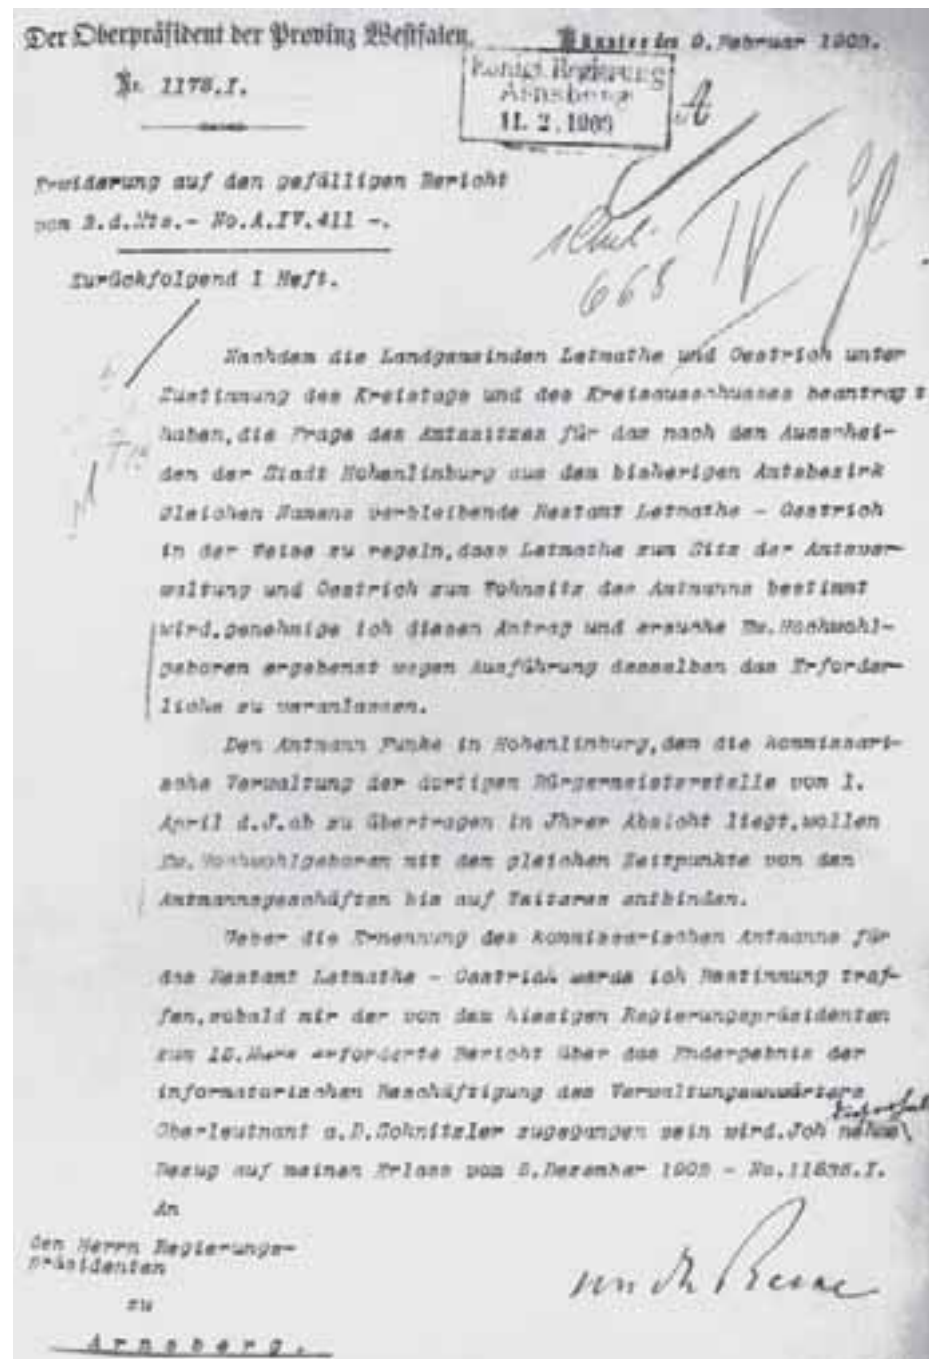 Der Oberpräsident der Provinz Westfalen.
Münster den 9. Februar 1903.
Nr. 1178.I.
Königl. Regierung
Arnsberg
11. 2. 1903
A
Erwiderung auf den gefälligen Bericht
vom 3.d.Mts.- No.A.IV.411 -.
Zurückfolgend 1 Heft.
668 IV
Nachdem die Landgemeinden Letmathe und Oestrich unter
Zustimmung des Kreistags und des Kreisausschusses beantragt
haben,die Frage des Amtssitzes für das nach dem Ausschei-
den der Stadt Hohenlimburg aus dem bisherigen Amtsbezirk
gleichen Namens verbleibende Restamt Letmathe - Oestrich
in der Weise zu regeln,dass Letmathe zum Sitz der Amtsver-
waltung und Oestrich zum Wohnsitz des Amtmanns bestimmt
wird,genehmige ich diesen Antrag und ersuche Ew.Hochwohl-
geboren ergebenst wegen Ausführung desselben das Erforder-
liche zu veranlassen.
Den Amtmann Funke in Hohenlimburg,dem die kommissari-
sche Verwaltung der dortigen Bürgermeisterstelle vom 1.
April d.J.ab zu übertragen in Jhrer Absicht liegt,wollen
Ew.Hochwohlgeboren mit dem gleichen Zeitpunkte von den
Amtmannsgeschäften bis auf Weiteres entbinden.
Ueber die Ernennung des kommissarischen Amtmanns für
das Restamt Letmathe - Oestrich werde ich Bestimmung tref-
fen,sobald mir der von dem hiesigen Regierungspräsidenten
zum 15.März erforderte Bericht über das Endergebnis der
informatorischen Beschäftigung des Verwaltungsanwärters
Oberleutnant a.D.Schnitzler zugegangen sein wird.Jch nehme
Bezug auf meinen Erlass vom 5.Dezember 1902 - No.11636.I.
An
den Herrn Regierungs-
präsidenten
zu
Arnsberg.